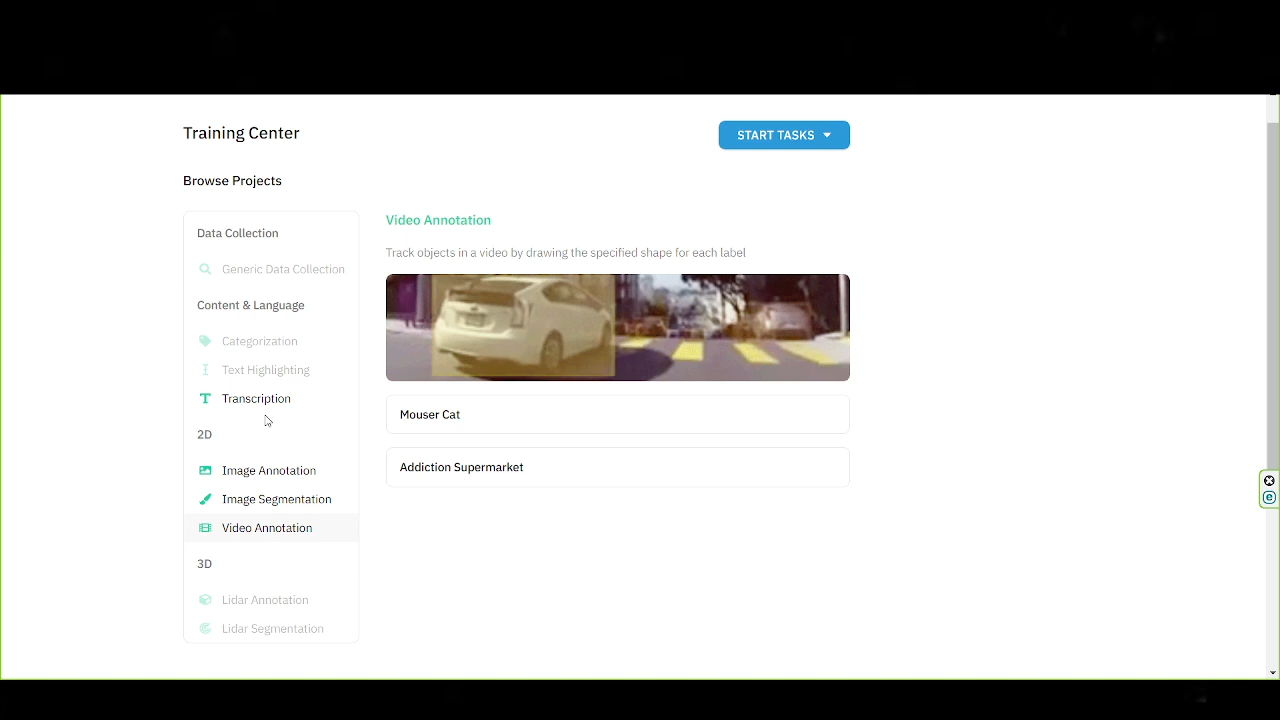 Training Center
START TASKS
Browse Projects
Data Collection
Generic Data Collection
Content & Language
Categorization
Text Highlighting
Transcription
2D
Image Annotation
Image Segmentation
Video Annotation
3D
Lidar Annotation
Lidar Segmentation
Video Annotation
Track objects in a video by drawing the specified shape for each label
Mouser Cat
Addiction Supermarket